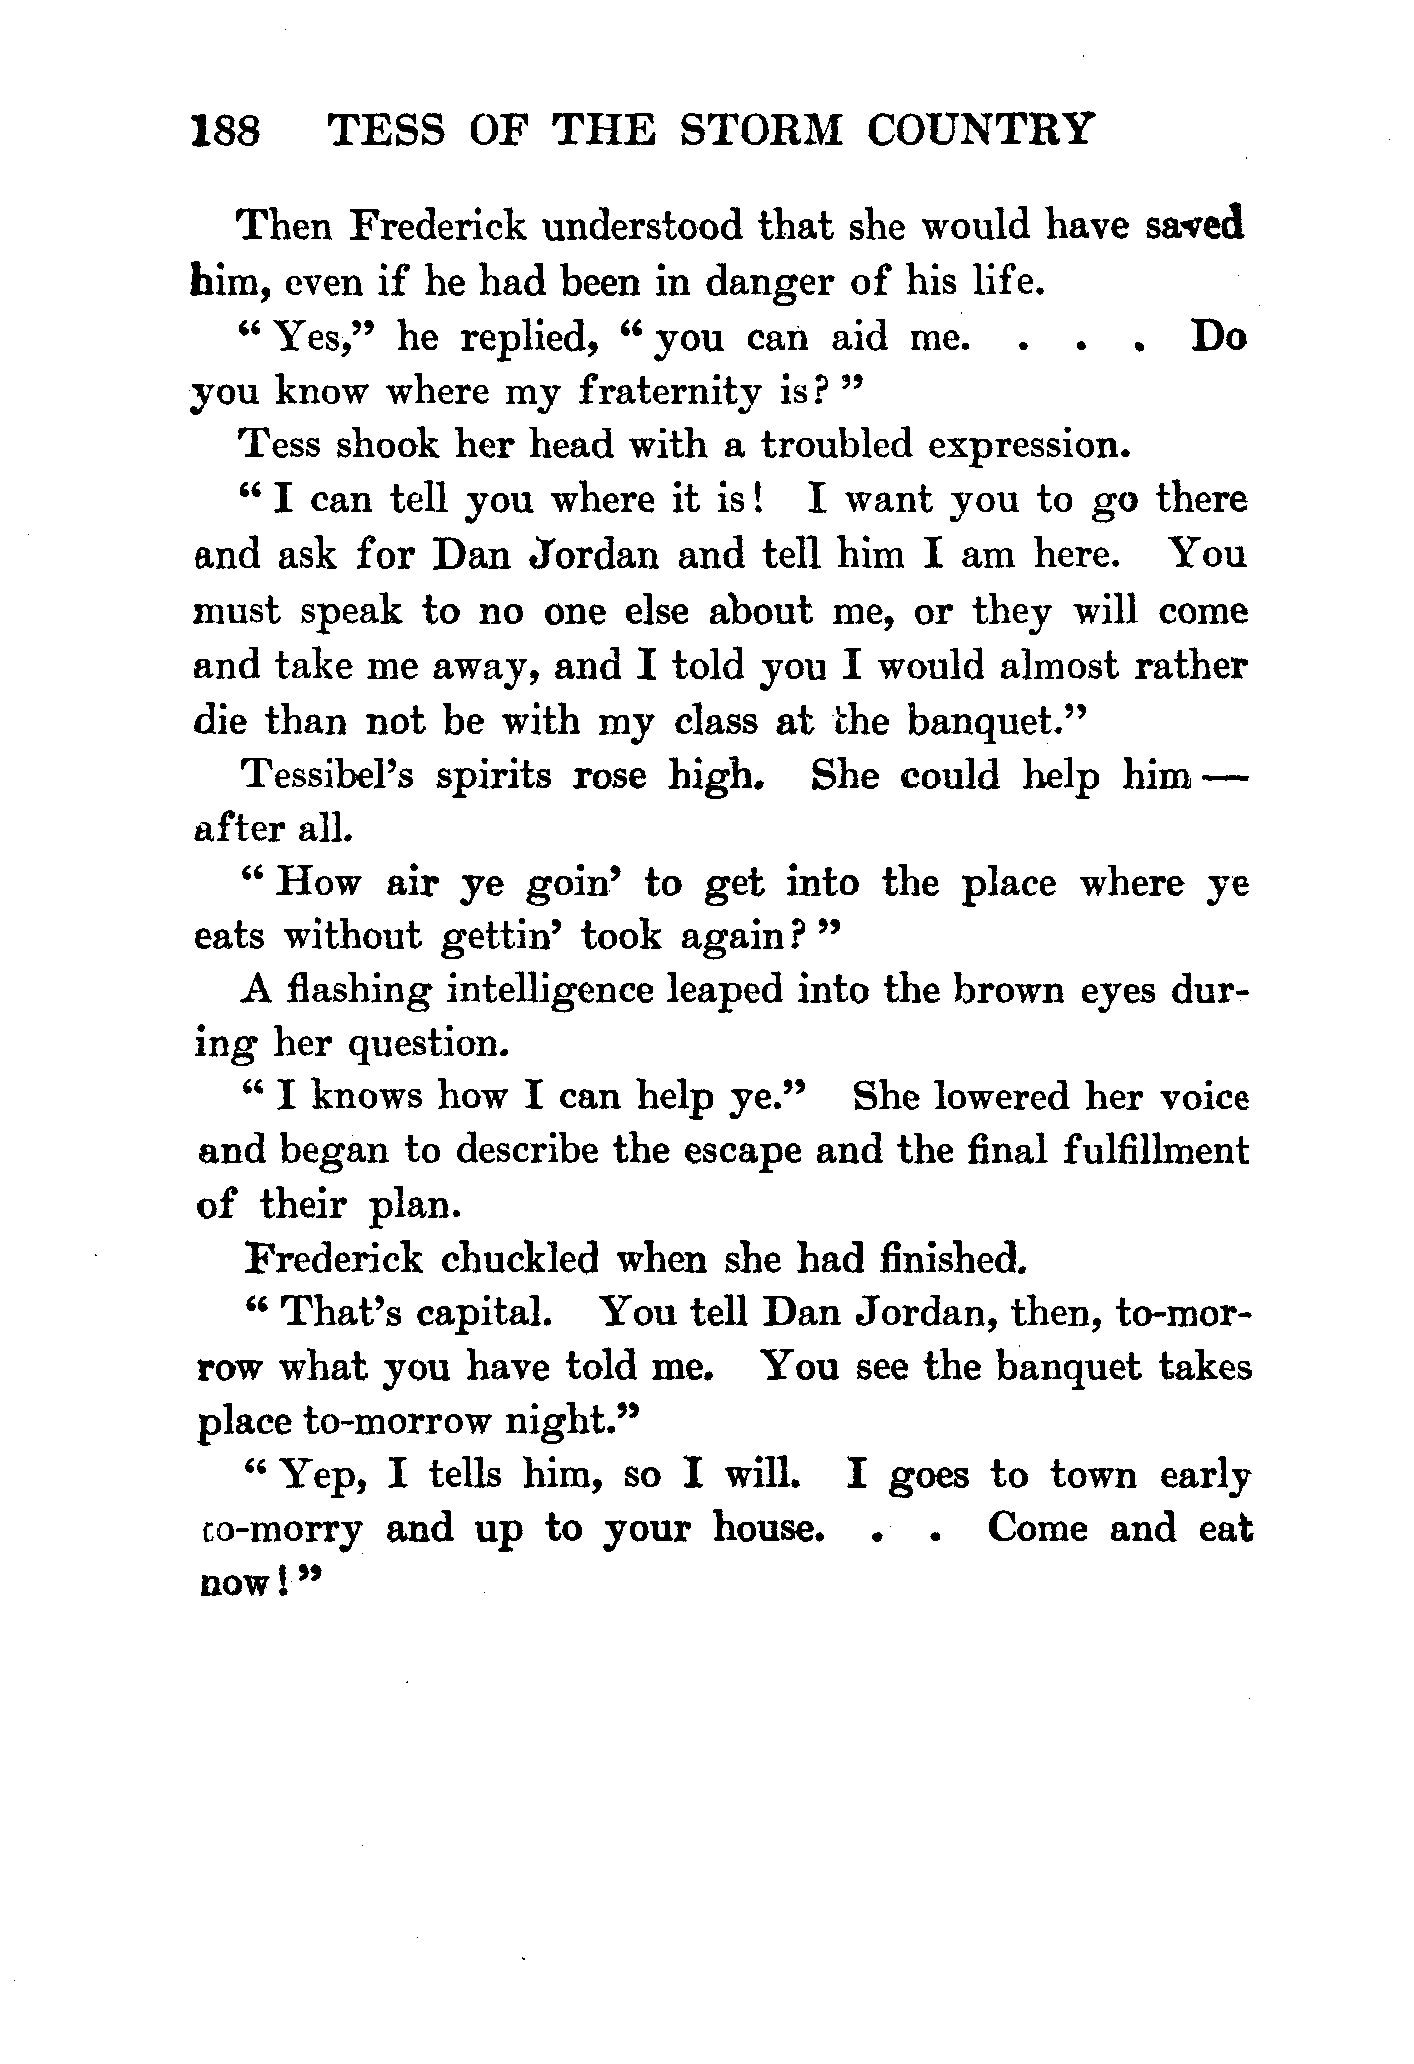 188 TESS OF THE STORM COUNTRY
Then Frederick understood that she would have saved
him, even if he had been in danger of his life.
“ Yes,” he replied, “ you can aid me. . . . Do
you know where my fraternity is? ”
Tess shook her head with a troubled expression.
“ I can tell you where it is! I want you to go there
and ask for Dan Jordan and tell him I am here. You
must speak to no one else about me, or they will come
and take me away, and I told you I would almost rather
die than not be with my class at the banquet.”
Tessibel’s spirits rose high. She could help him —
after all.
“ How air ye goin’ to get into the place where ye
eats without gettin’ took again? ”
A flashing intelligence leaped into the brown eyes dur-
ing her question.
“ I knows how I can help ye.” She lowered her voice
and began to describe the escape and the final fulfillment
of their plan.
Frederick chuckled when she had finished.
“ That’s capital. You tell Dan Jordan, then, to-mor-
row what you have told me. You see the banquet takes
place to-morrow night.”
“ Yep, I tells him, so I will. I goes to town early
to-morry and up to your house. . . Come and eat
now! ”